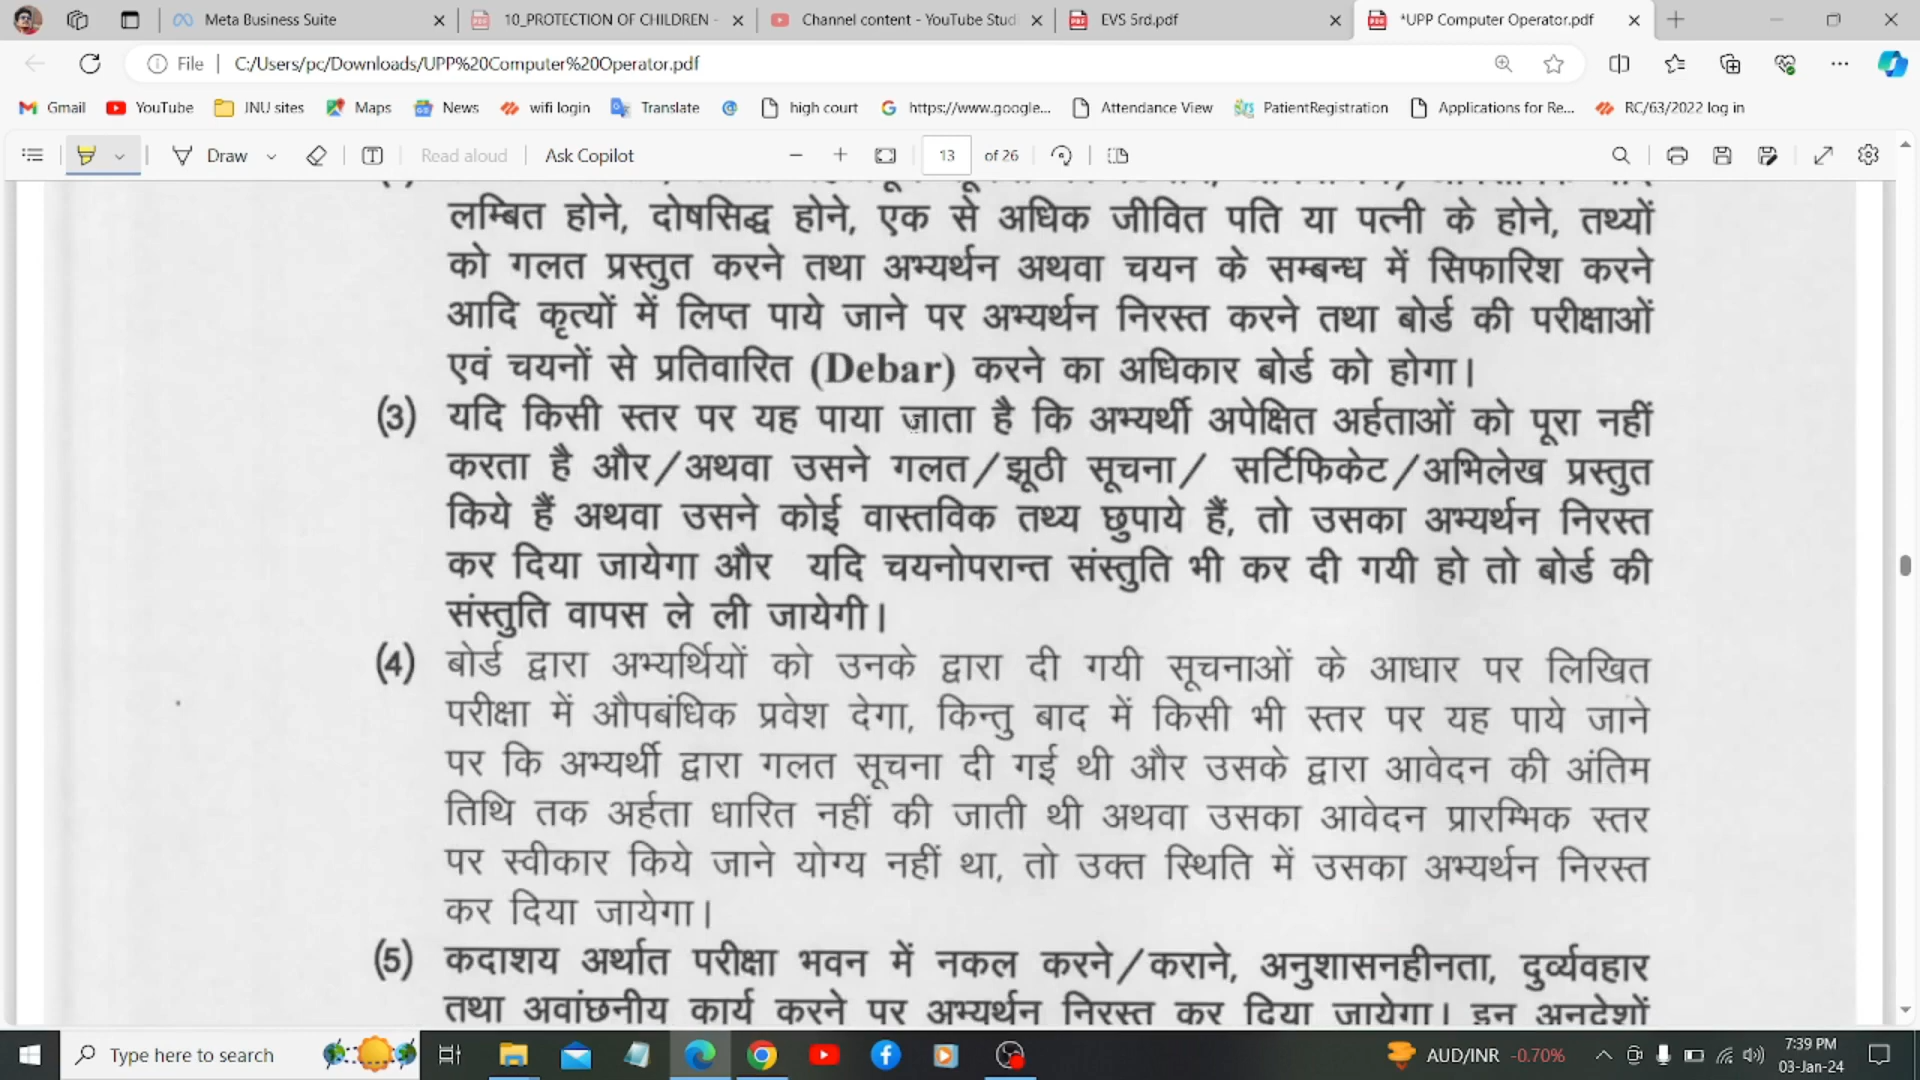 Meta Business Suite
10_PROTECTION OF CHILDREN -
Channel content - YouTube Stud
EVS 5rd.pdf
*UPP Computer Operator.pdf
File
C:/Users/pc/Downloads/UPP%20Computer%20Operator.pdf
Gmail
YouTube
JNU sites
Maps
News
wifi login
Translate
high court
https://www.google...
Attendance View
PatientRegistration
Applications for Re...
RC/63/2022 log in
Draw
Read aloud
Ask Copilot
13 of 26
लम्बित होने, दोषसिद्ध होने, एक से अधिक जीवित पति या पत्नी के होने, तथ्यों
को गलत प्रस्तुत करने तथा अभ्यर्थन अथवा चयन के सम्बन्ध में सिफारिश करने
आदि कृत्यों में लिप्त पाये जाने पर अभ्यर्थन निरस्त करने तथा बोर्ड की परीक्षाओं
एवं चयनों से प्रतिवारित (Debar) करने का अधिकार बोर्ड को होगा।
(3) यदि किसी स्तर पर यह पाया जाता है कि अभ्यर्थी अपेक्षित अर्हताओं को पूरा नहीं
करता है और/अथवा उसने गलत/झूठी सूचना/ सर्टिफिकेट/अभिलेख प्रस्तुत
किये हैं अथवा उसने कोई वास्तविक तथ्य छुपाये हैं, तो उसका अभ्यर्थन निरस्त
कर दिया जायेगा और यदि चयनोपरान्त संस्तुति भी कर दी गयी हो तो बोर्ड की
संस्तुति वापस ले ली जायेगी।
(4) बोर्ड द्वारा अभ्यर्थियों को उनके द्वारा दी गयी सूचनाओं के आधार पर लिखित
परीक्षा में औपबंधिक प्रवेश देगा, किन्तु बाद में किसी भी स्तर पर यह पाये जाने
पर कि अभ्यर्थी द्वारा गलत सूचना दी गई थी और उसके द्वारा आवेदन की अंतिम
तिथि तक अर्हता धारित नहीं की जाती थी अथवा उसका आवेदन प्रारम्भिक स्तर
पर स्वीकार किये जाने योग्य नहीं था, तो उक्त स्थिति में उसका अभ्यर्थन निरस्त
कर दिया जायेगा।
(5) कदाशय अर्थात परीक्षा भवन में नकल करने/कराने, अनुशासनहीनता, दुर्व्यवहार
तथा अवांछनीय कार्य करने पर अभ्यर्थन निरस्त कर दिया जायेगा। इन अनुदेशों
Type here to search
AUD/INR -0.70%
7:39 PM
03-Jan-24